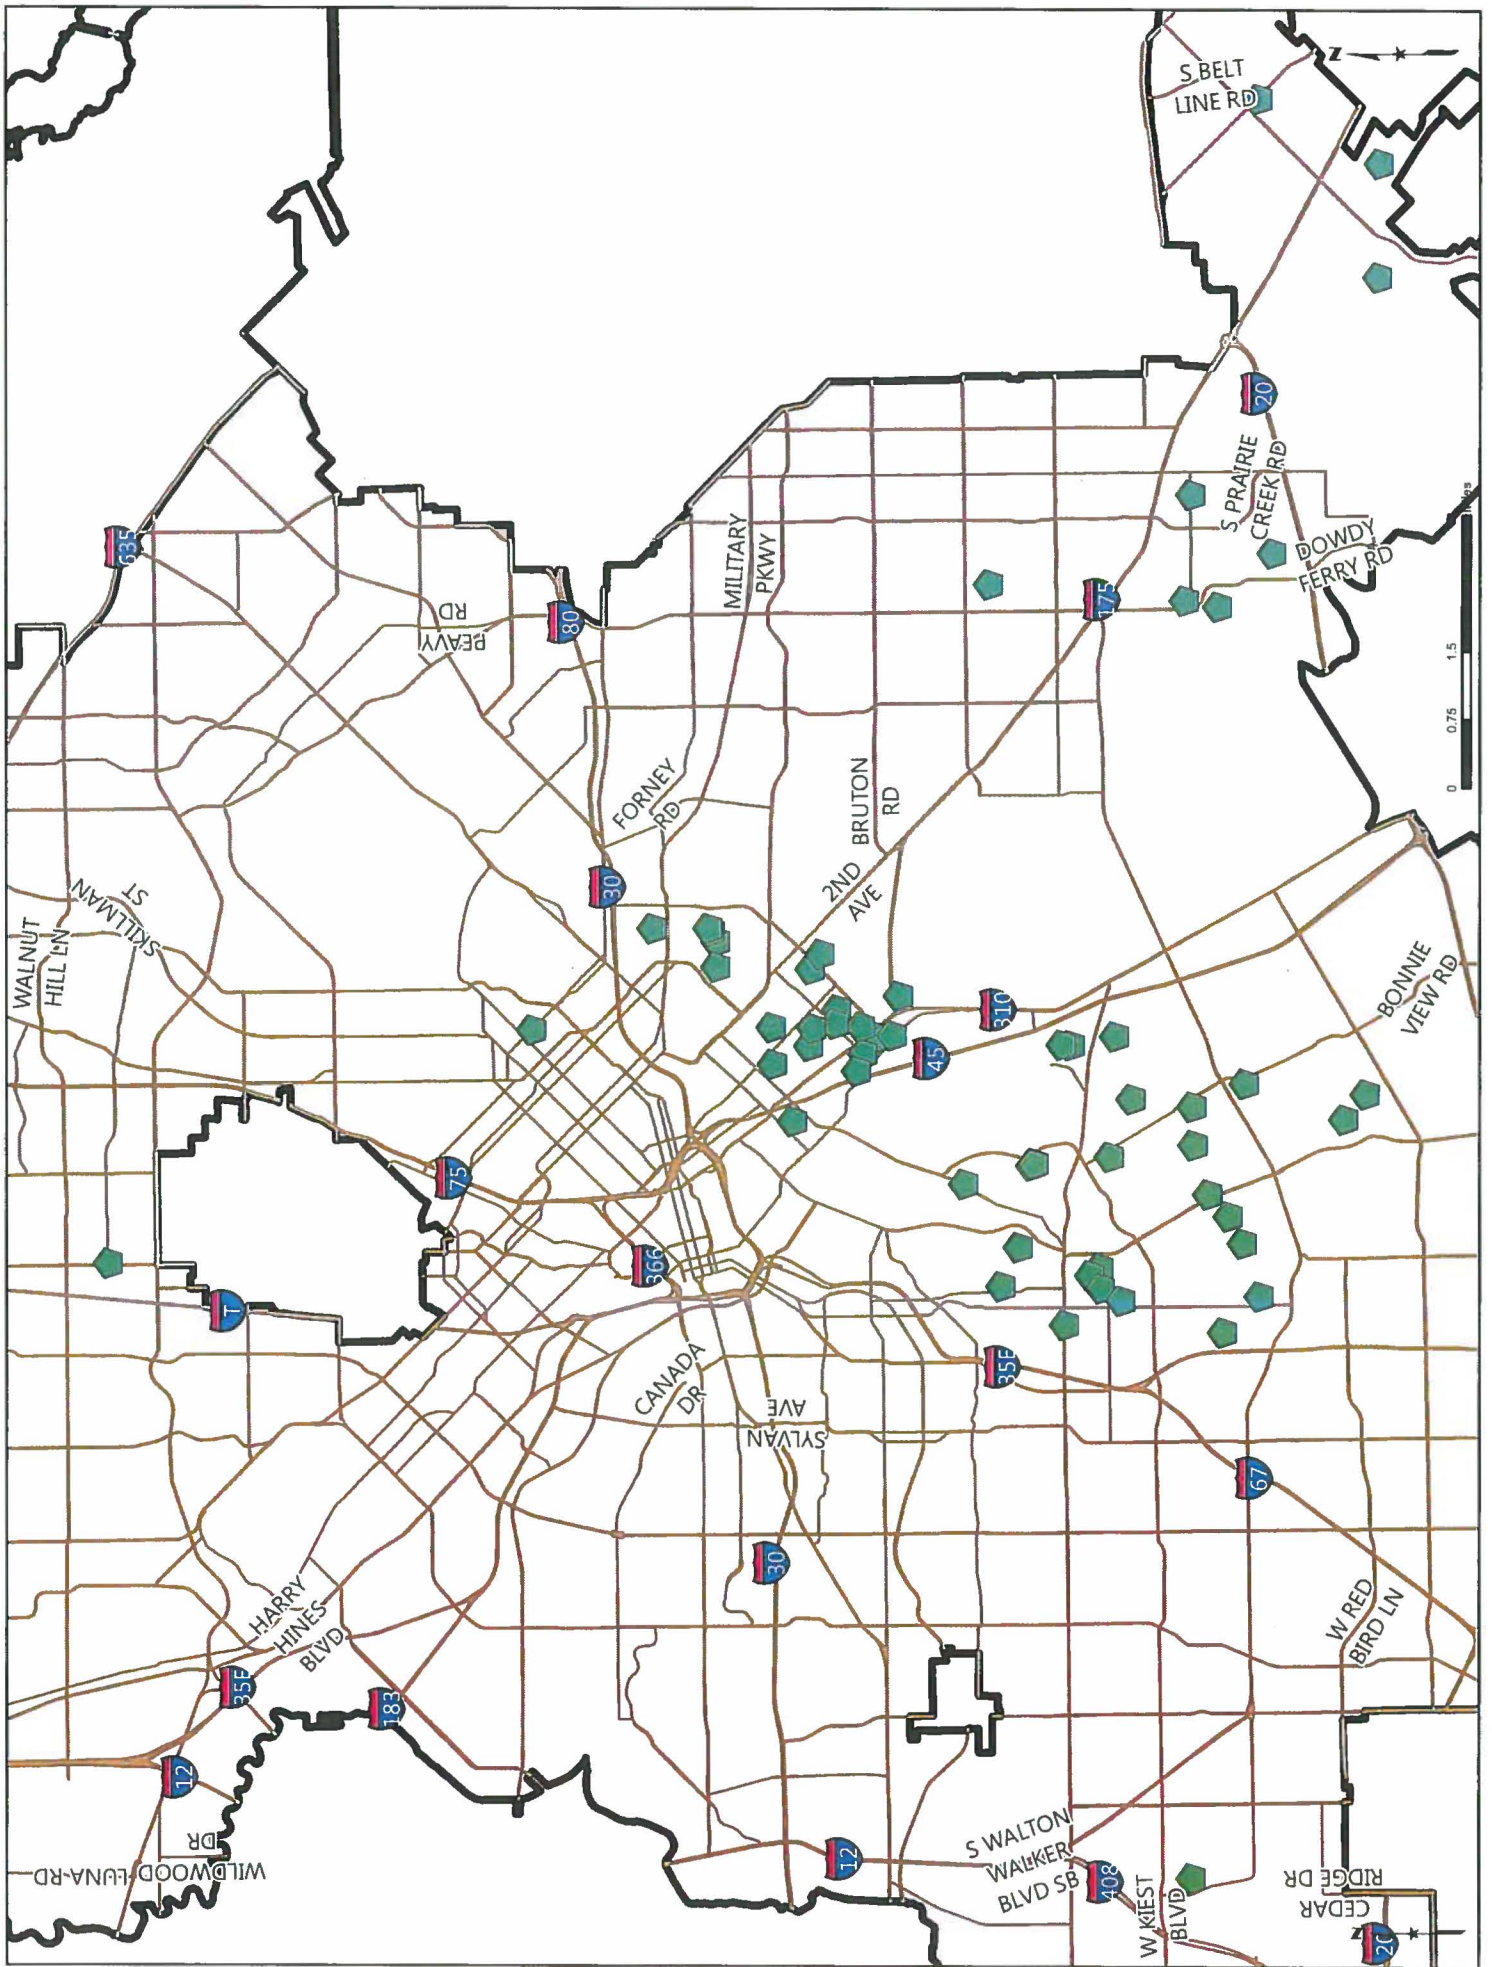 WALNUT
HILL LN
SKILLMAN
ST
635
PEAVY
RD
80
S BELT
LINE RD
N
T
75
30
FORNEY
RD
MILITARY
PKWY
BRUTON
RD
2ND
AVE
175
S PRAIRIE
CREEK RD
20
DOWDY
FERRY RD
366
CANADA
DR
SYLVAN
AVE
45
310
BONNIE
VIEW RD
0
0.75
1.5
HARRY
HINES
BLVD
35E
183
12
WILDWOOD
DR
LUNA RD
30
35E
67
W RED
BIRD LN
12
S WALTON
WALKER
BLVD SB
408
W KIEST
BLVD
CEDAR
RIDGE DR
20